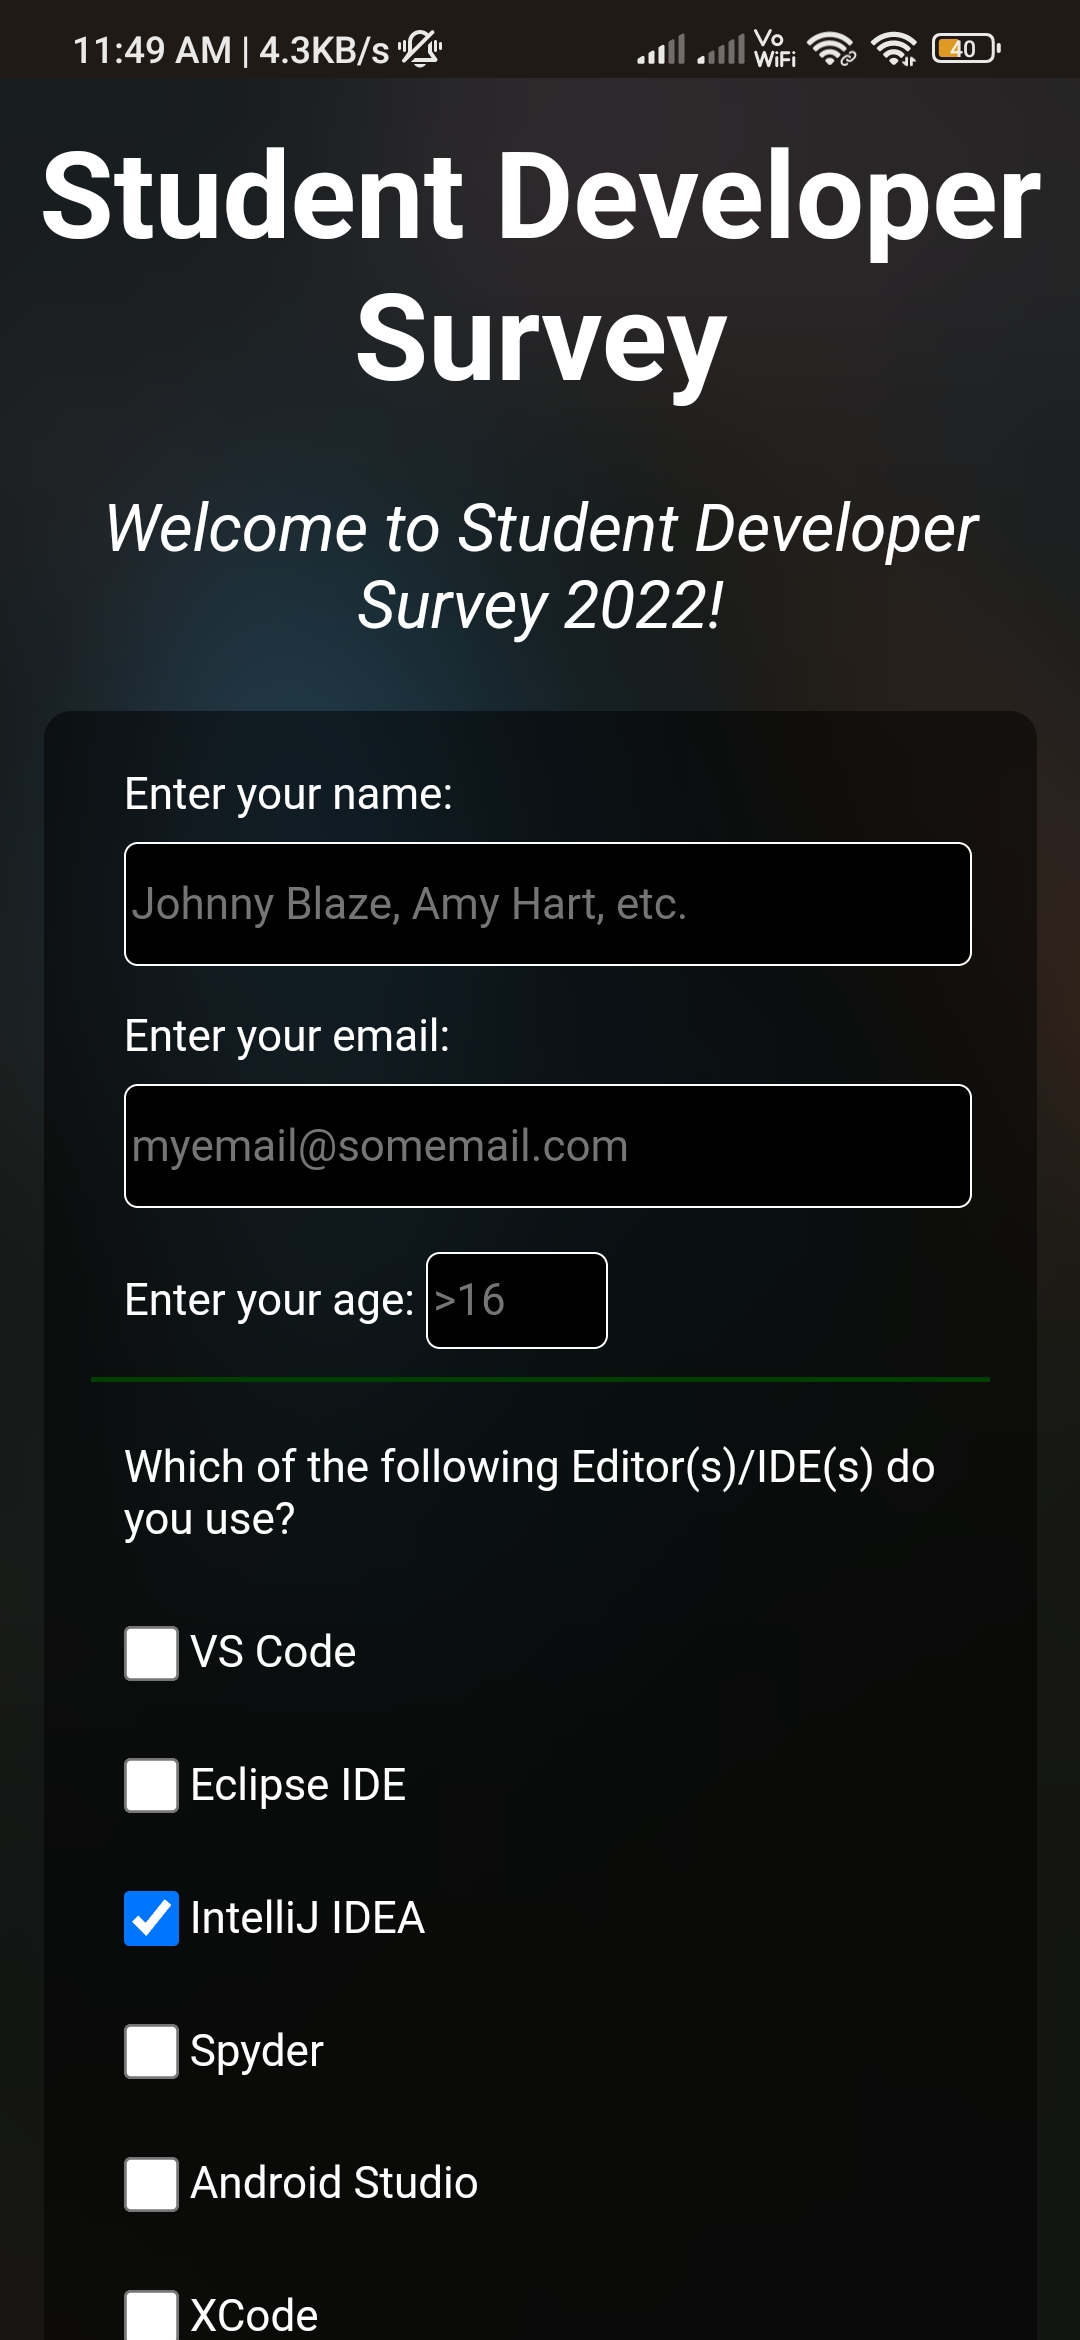 11:49 AM | 4.3KB/s
Vo
WiFi
40
Student Developer
Survey
Welcome to Student Developer
Survey 2022!
Enter your name:
Johnny Blaze, Amy Hart, etc.
Enter your email:
myemail@somemail.com
Enter your age: >16
Which of the following Editor(s)/IDE(s) do
you use?
VS Code
Eclipse IDE
IntelliJ IDEA
Spyder
Android Studio
XCode